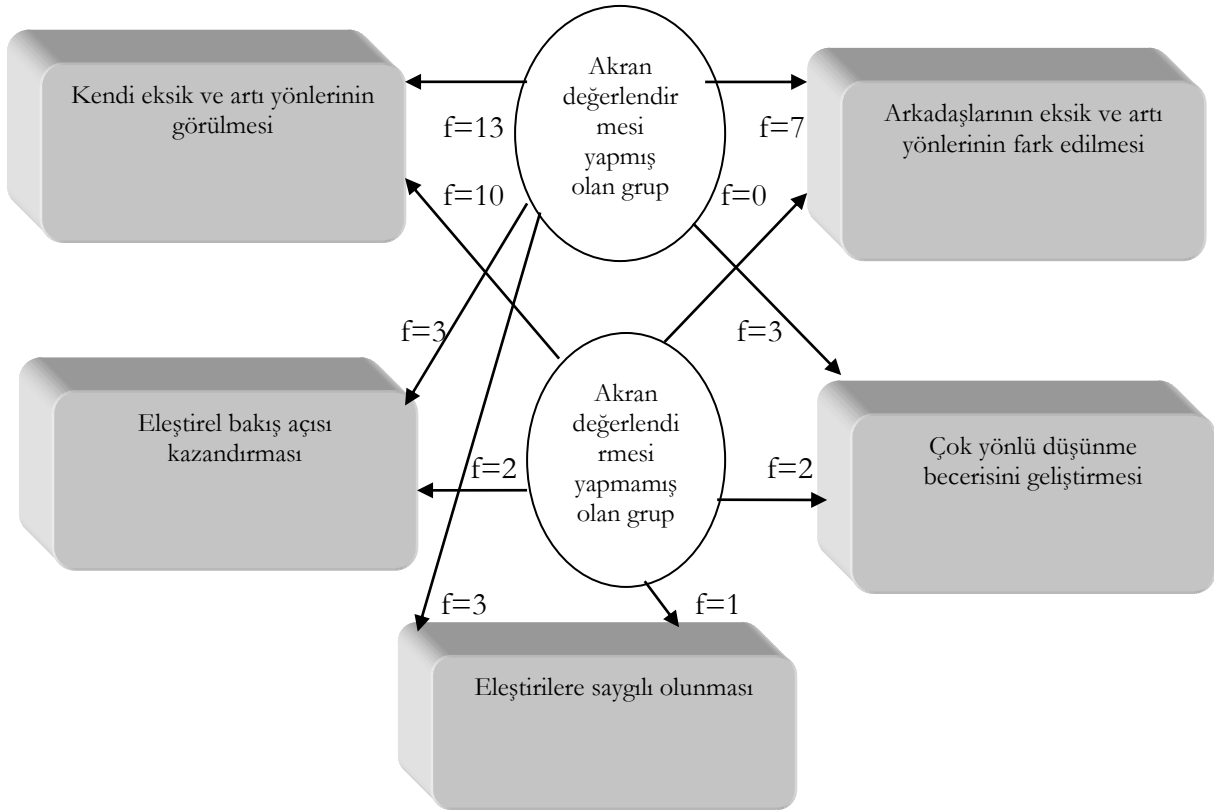 Kendi eksik ve artı yönlerinin
görülmesi
Akran
değerlendir
mesi
yapmış
olan grup
Arkadaşlarının eksik ve artı
yönlerinin fark edilmesi
f=13
f=7
f=10
f=0
f=3
f=3
Eleştirel bakış açısı
kazandırması
Akran
değerlendi
rmesi
yapmamış
olan grup
Çok yönlü düşünme
becerisini geliştirmesi
f=2
f=2
f=3
f=1
Eleştirilere saygılı olunması